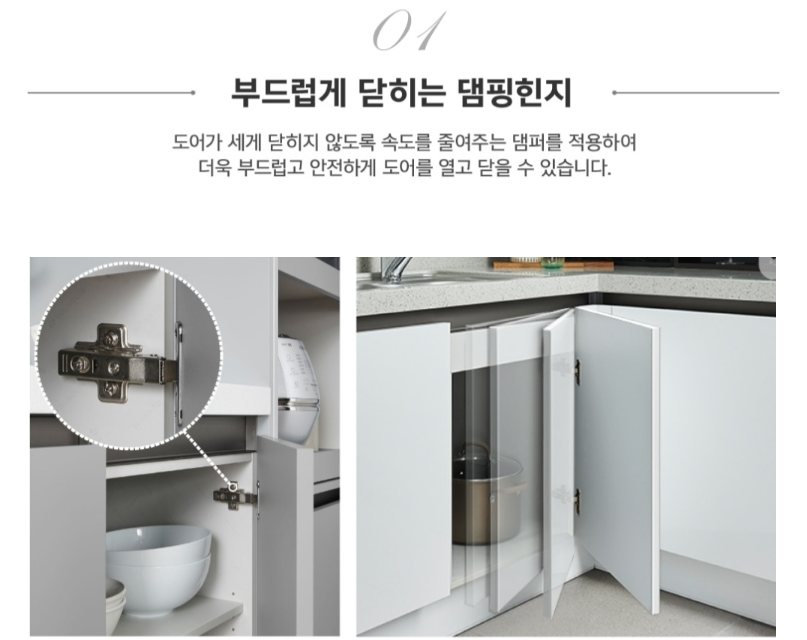 01
부드럽게 닫히는 댐핑힌지
도어가 세게 닫히지 않도록 속도를 줄여주는 댐퍼를 적용하여
더욱 부드럽고 안전하게 도어를 열고 닫을 수 있습니다.